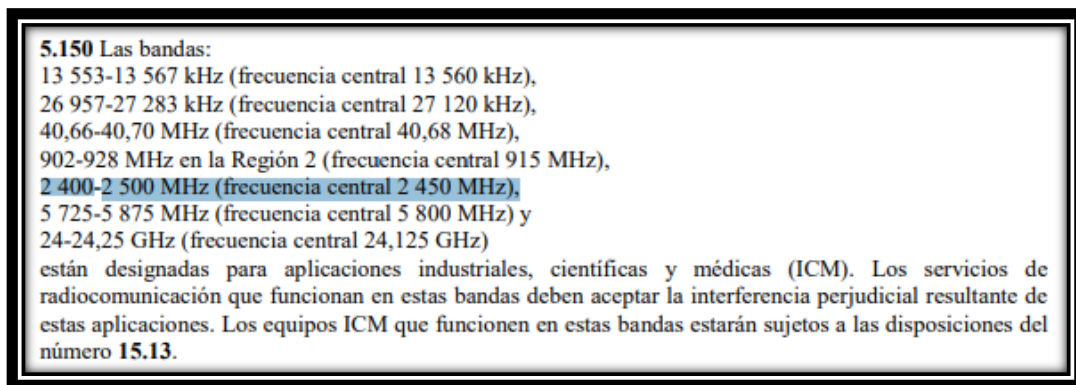 5.150 Las bandas:
13 553-13 567 kHz (frecuencia central 13 560 kHz),
26 957-27 283 kHz (frecuencia central 27 120 kHz),
40,66-40,70 MHz (frecuencia central 40,68 MHz),
902-928 MHz en la Región 2 (frecuencia central 915 MHz),
2 400-2 500 MHz (frecuencia central 2 450 MHz),
5 725-5 875 MHz (frecuencia central 5 800 MHz) y
24-24,25 GHz (frecuencia central 24,125 GHz)
están designadas para aplicaciones industriales, científicas y médicas (ICM). Los servicios de
radiocomunicación que funcionan en estas bandas deben aceptar la interferencia perjudicial resultante de
estas aplicaciones. Los equipos ICM que funcionen en estas bandas estarán sujetos a las disposiciones del
número 15.13.